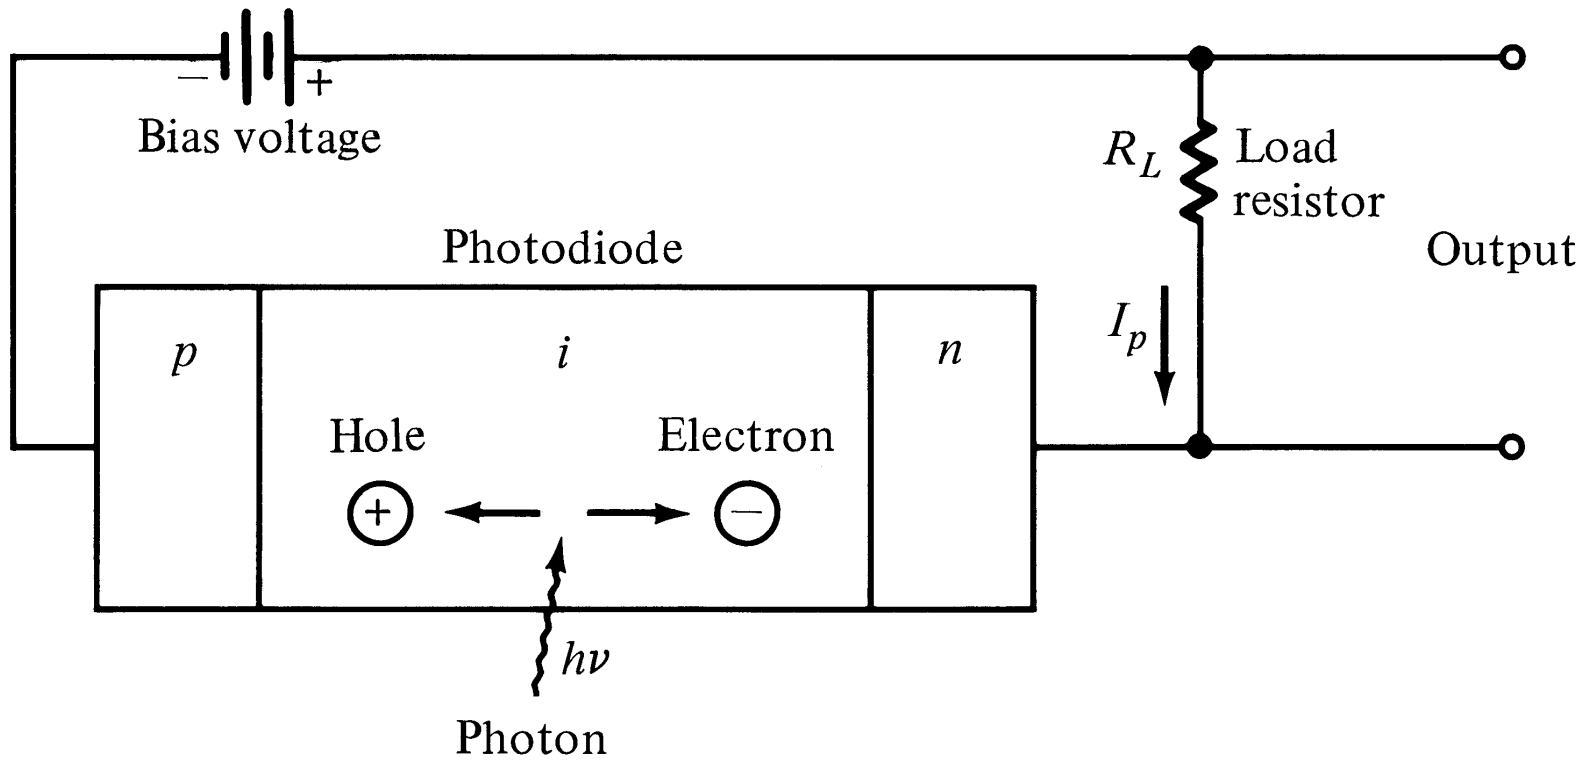 − +
Bias voltage
R_L Load
resistor
Output
Photodiode
I_p
p i n
Hole Electron
+ −
hν
Photon